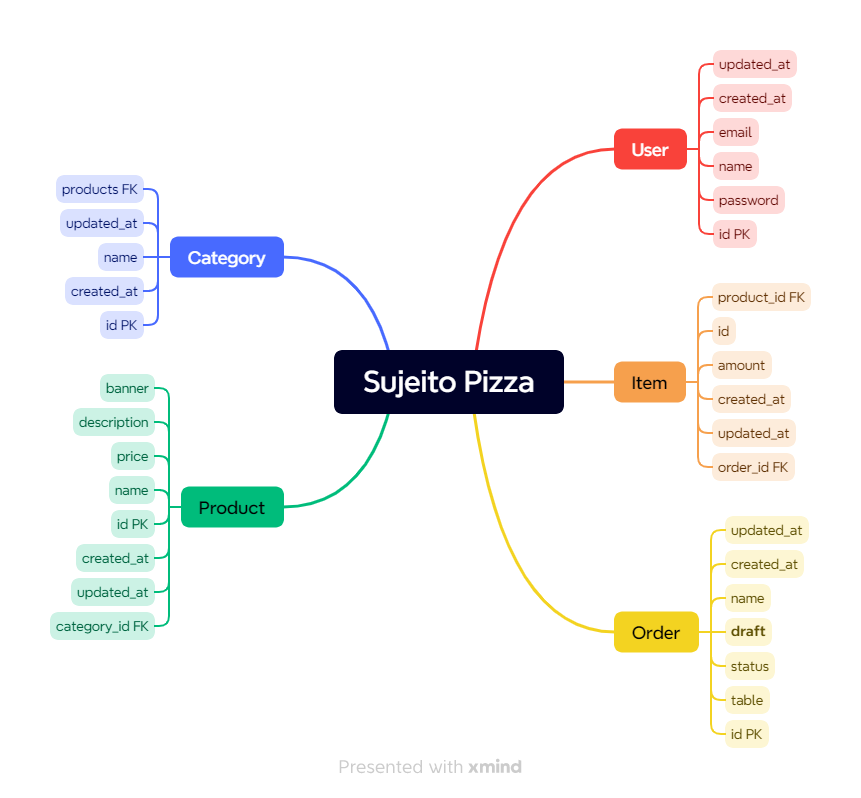 Sujeito Pizza
User
updated_at
created_at
email
name
password
id PK
Item
product_id FK
id
amount
created_at
updated_at
order_id FK
Order
updated_at
created_at
name
draft
status
table
id PK
Category
products FK
updated_at
name
created_at
id PK
Product
banner
description
price
name
id PK
created_at
updated_at
category_id FK
Presented with xmind